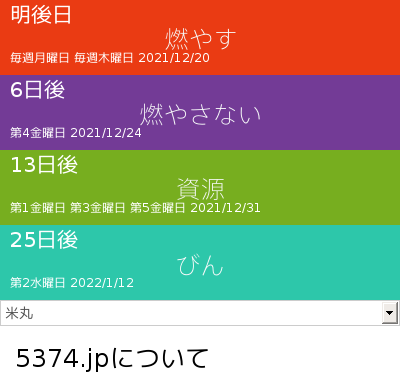 明後日
燃やす
毎週月曜日 毎週木曜日 2021/12/20
6日後
燃やさない
第4金曜日 2021/12/24
13日後
資源
第1金曜日 第3金曜日 第5金曜日 2021/12/31
25日後
びん
第2水曜日 2022/1/12
米丸
5374.jpについて